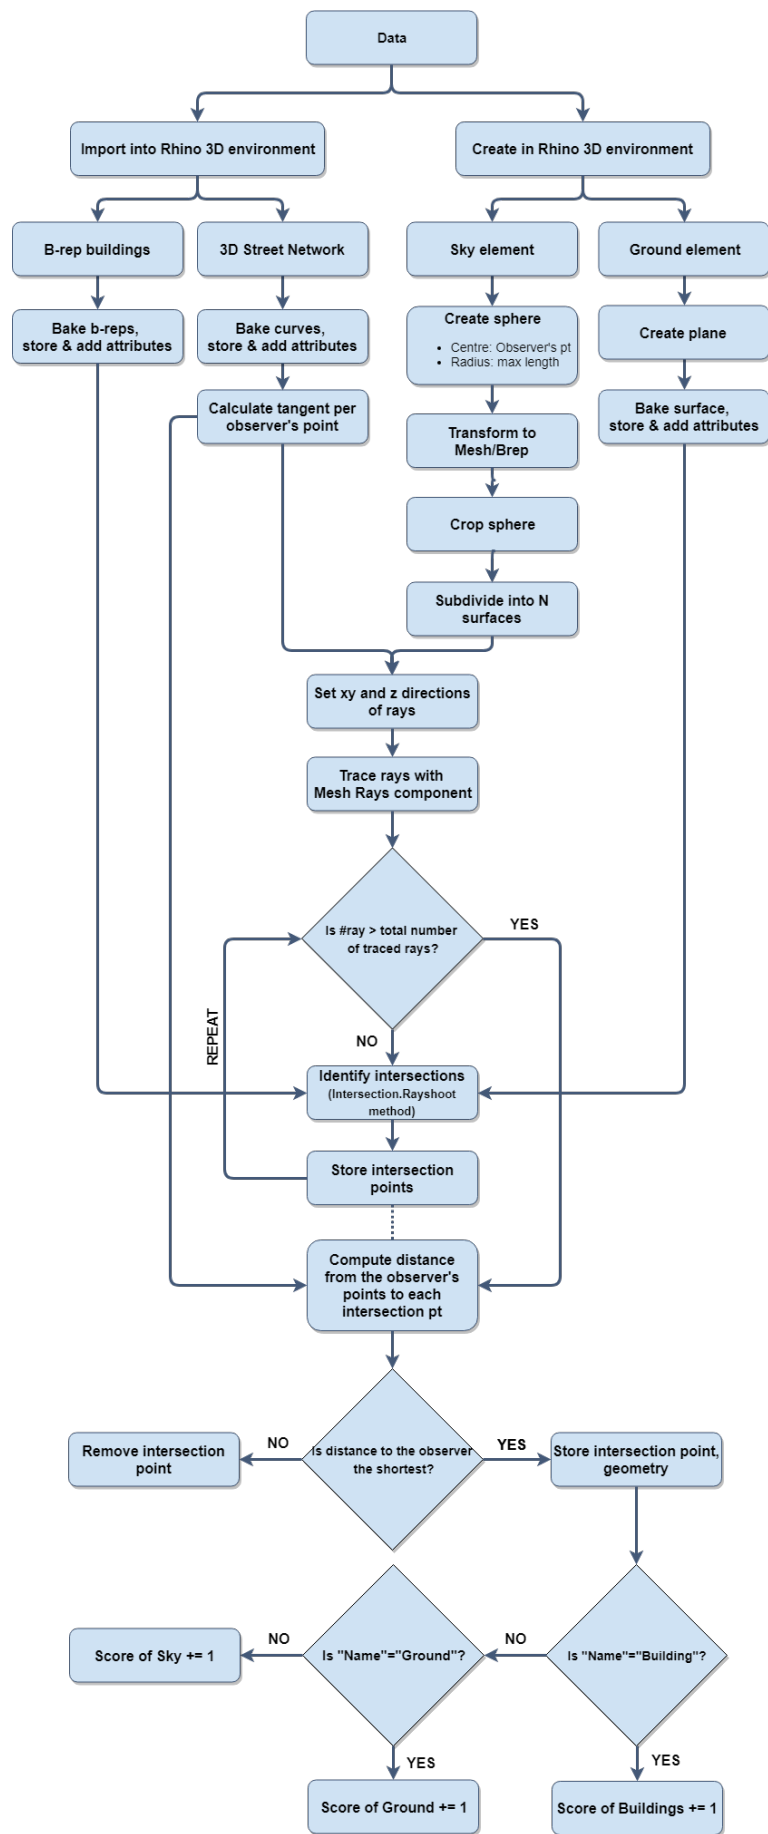 Data
Import into Rhino 3D environment
Create in Rhino 3D environment
B-rep buildings
3D Street Network
Sky element
Ground element
Bake b-reps,
store & add attributes
Bake curves,
store & add attributes
Create sphere
• Centre: Observer's pt
• Radius: max length
Create plane
Calculate tangent per
observer's point
Transform to
Mesh/Brep
Bake surface,
store & add attributes
Crop sphere
Subdivide into N
surfaces
Set xy and z directions
of rays
Trace rays with
Mesh Rays component
Is #ray > total number
of traced rays?
YES
REPEAT
NO
Identify intersections
(Intersection.Rayshoot
method)
Store intersection
points
Compute distance
from the observer's
points to each
intersection pt
Is distance to the observer
the shortest?
NO
YES
Remove intersection
point
Store intersection point,
geometry
Is "Name"="Building"?
NO
YES
Is "Name"="Ground"?
NO
YES
Score of Sky += 1
Score of Ground += 1
Score of Buildings += 1